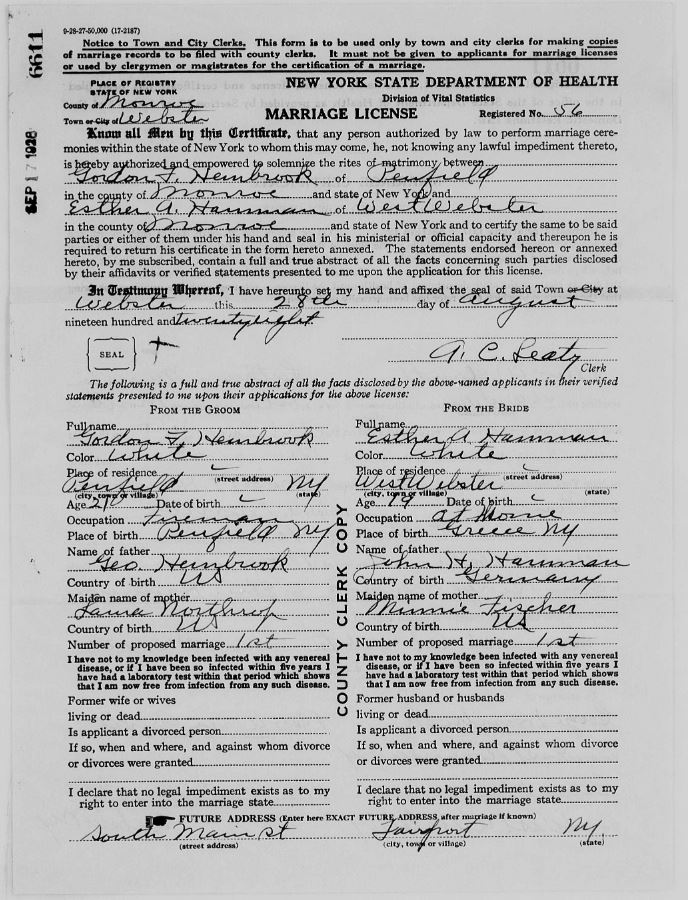 9-28-27-50,000 (17-2187)
6611
SEP 17 1928
Notice to Town and City Clerks. This form is to be used only by town and city clerks for making copies
of marriage records to be filed with county clerks. It must not be given to applicants for marriage licenses
or used by clergymen or magistrates for the certification of a marriage.
PLACE OF REGISTRY
STATE OF NEW YORK
County of Monroe
Town or City of Webster
NEW YORK STATE DEPARTMENT OF HEALTH
Division of Vital Statistics
MARRIAGE LICENSE
Registered No. 56
Know all Men by this Certificate, that any person authorized by law to perform marriage cere-
monies within the state of New York to whom this may come, he, not knowing any lawful impediment thereto,
is hereby authorized and empowered to solemnize the rites of matrimony between
Gordon F. Hembrook of Penfield
in the county of Monroe and state of New York and
Esther A. Hamman of West Webster
in the county of Monroe and state of New York and to certify the same to be said
parties or either of them under his hand and seal in his ministerial or official capacity and thereupon he is
required to return his certificate in the form hereto annexed. The statements endorsed hereon or annexed
hereto, by me subscribed, contain a full and true abstract of all the facts concerning such parties disclosed
by their affidavits or verified statements presented to me upon the application for this license.
In Testimony Whereof, I have hereunto set my hand and affixed the seal of said Town or City at
Webster this 28th day of August
nineteen hundred and twentyeight
SEAL
A. C. Leaty
Clerk
The following is a full and true abstract of all the facts disclosed by the above-named applicants in their verified
statements presented to me upon their applications for the above license:
FROM THE GROOM
Full name
Gordon F. Hembrook
Color White
Place of residence
(street address)
Penfield NY
(city, town or village) (state)
Age 21 Date of birth
Occupation Fireman
Place of birth Penfield NY
Name of father
Geo. Hembrook
Country of birth US
Maiden name of mother
Laura Northrop
Country of birth US
Number of proposed marriage 1st
I have not to my knowledge been infected with any venereal
disease, or if I have been so infected within five years I
have had a laboratory test within that period which shows
that I am now free from infection from any such disease.
Former wife or wives
living or dead
Is applicant a divorced person
If so, when and where, and against whom divorce
or divorces were granted
I declare that no legal impediment exists as to my
right to enter into the marriage state
COUNTY CLERK COPY
FROM THE BRIDE
Full name
Esther A Hamman
Color White
Place of residence
(street address)
West Webster
(city, town or village) (state)
Age 19 Date of birth
Occupation at Home
Place of birth Greece NY
Name of father
John H. Hamman
Country of birth Germany
Maiden name of mother
Minnie Fischer
Country of birth US
Number of proposed marriage 1st
I have not to my knowledge been infected with any venereal
disease, or if I have been so infected within five years I
have had a laboratory test within that period which shows
that I am now free from infection from any such disease.
Former husband or husbands
living or dead
Is applicant a divorced person
If so, when and where, and against whom divorce
or divorces were granted
I declare that no legal impediment exists as to my
right to enter into the marriage state
FUTURE ADDRESS (Enter here EXACT FUTURE ADDRESS after marriage if known)
South Main st Fairport NY.
(street address) (city, town or village) (state)